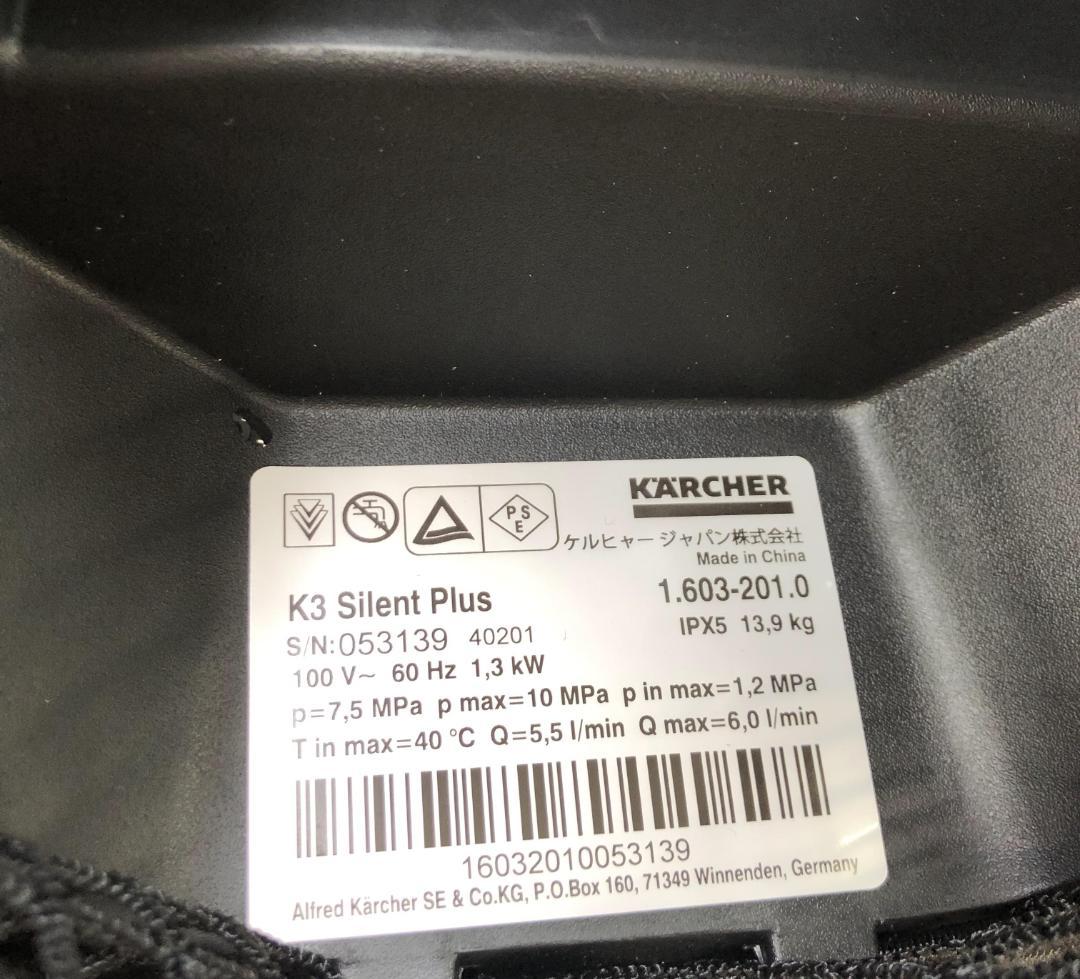 KÄRCHER
PS
E
ケルヒャー ジャパン株式会社
Made in China
K3 Silent Plus
1.603-201.0
S/N:053139 40201
IPX5 13,9 kg
100 V~ 60 Hz 1,3 kW
p=7,5 MPa p max=10 MPa p in max=1,2 MPa
T in max=40 °C Q=5,5 l/min Q max=6,0 l/min
16032010053139
Alfred Kärcher SE & Co.KG, P.O.Box 160, 71349 Winnenden, Germany